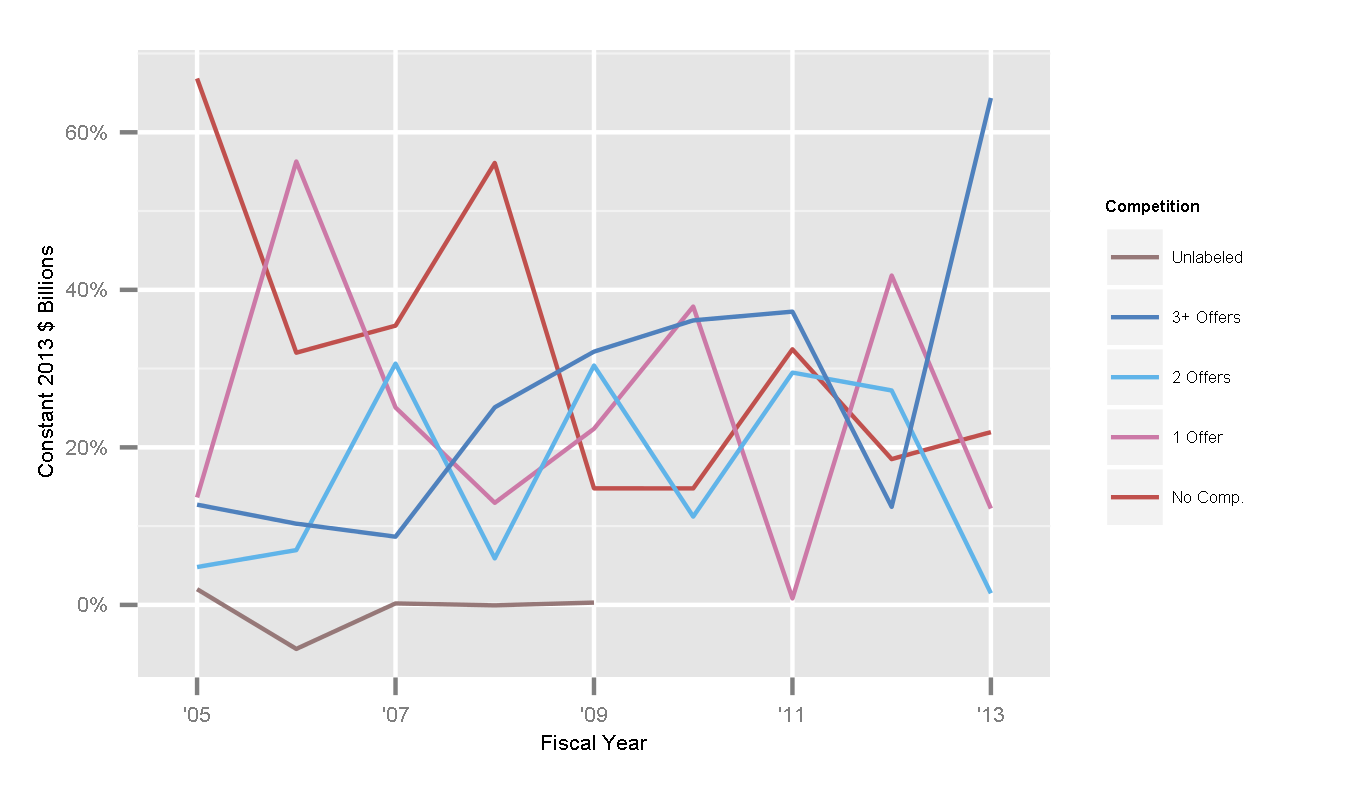 Constant 2013 $ Billions
60%
40%
20%
0%
'05 '07 '09 '11 '13
Fiscal Year
Competition
Unlabeled
3+ Offers
2 Offers
1 Offer
No Comp.